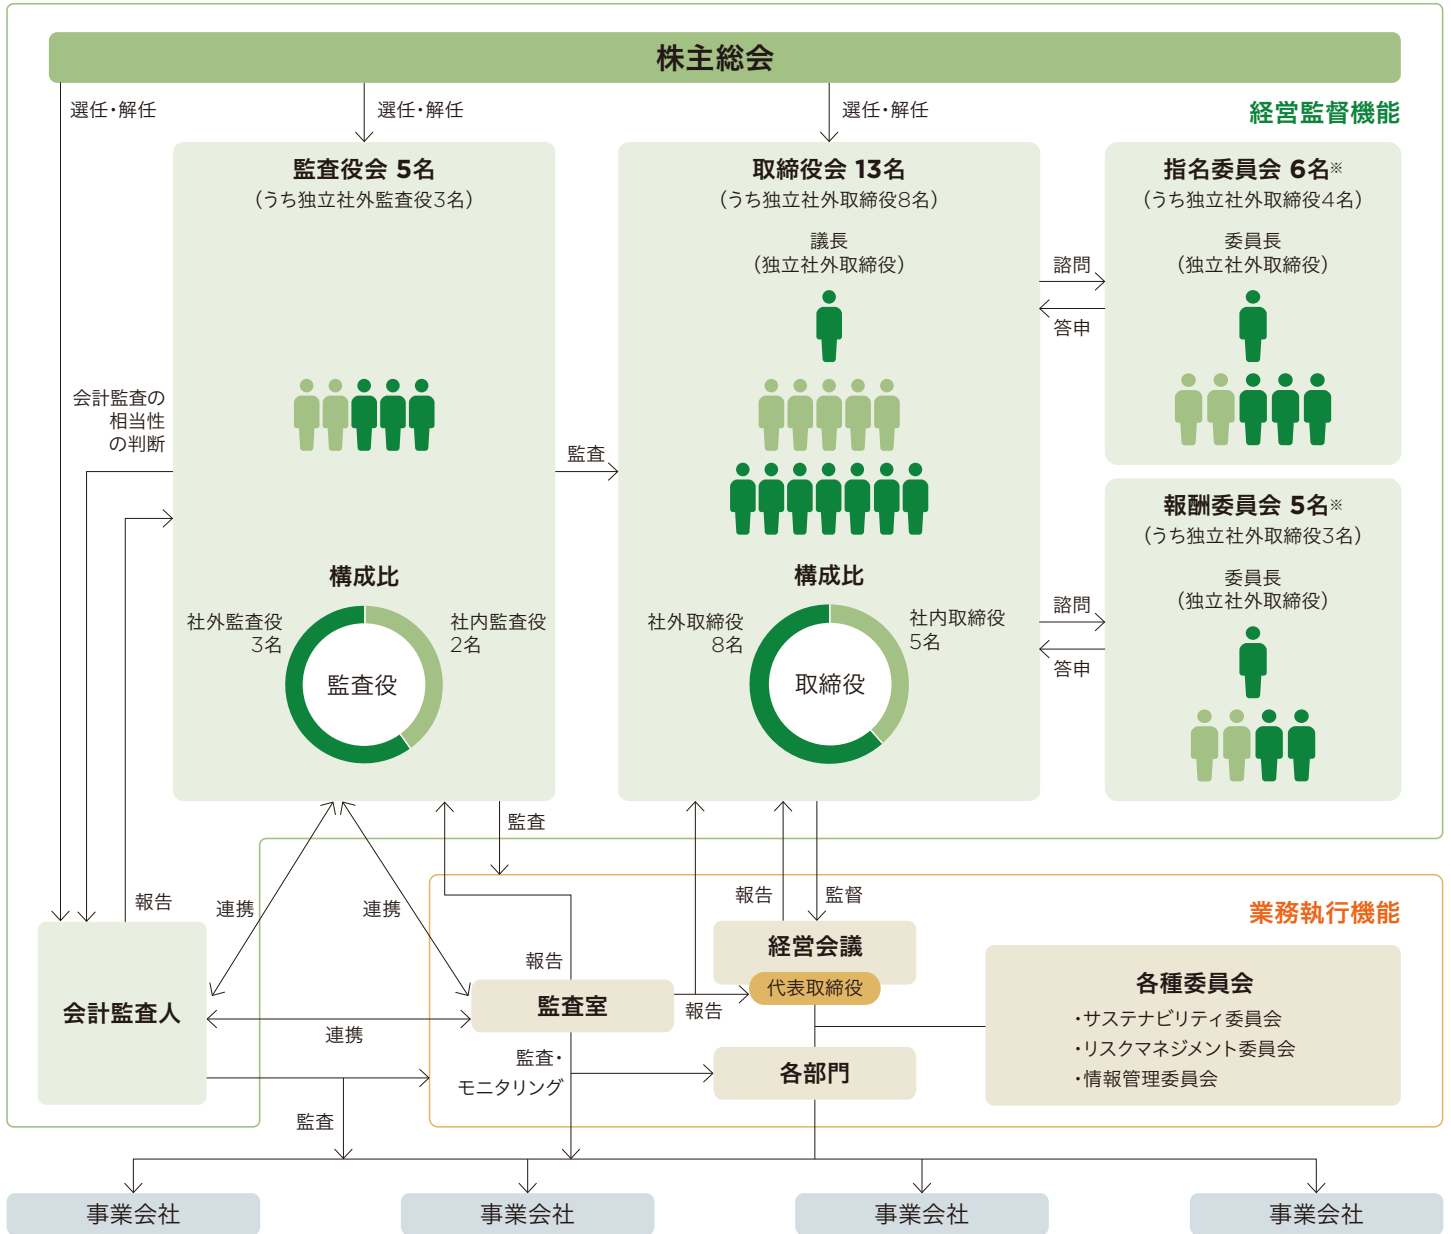 株主総会
選任・解任
選任・解任
選任・解任
経営監督機能
監査役会 5名
(うち独立社外監査役3名)
取締役会 13名
(うち独立社外取締役8名)
議長
(独立社外取締役)
指名委員会 6名※
(うち独立社外取締役4名)
委員長
(独立社外取締役)
諮問
答申
会計監査の
相当性
の判断
監査
報酬委員会 5名※
(うち独立社外取締役3名)
委員長
(独立社外取締役)
諮問
答申
構成比
社外監査役
3名
社内監査役
2名
監査役
構成比
社外取締役
8名
社内取締役
5名
取締役
監査
報告
連携
連携
報告
監督
業務執行機能
経営会議
代表取締役
報告
監査室
報告
会計監査人
連携
各種委員会
・サステナビリティ委員会
・リスクマネジメント委員会
・情報管理委員会
監査・
モニタリング
各部門
監査
事業会社
事業会社
事業会社
事業会社